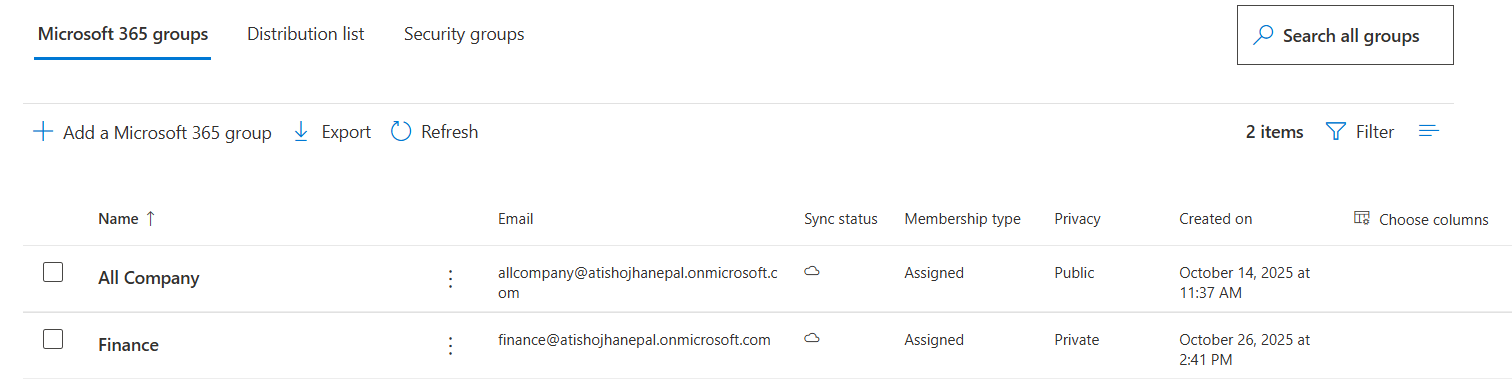 Microsoft 365 groups Distribution list Security groups Search all groups
Add a Microsoft 365 group Export Refresh 2 items Filter
Name ↑ Email Sync status Membership type Privacy Created on Choose columns
All Company allcompany@atishojhanepal.onmicrosoft.c Assigned Public October 14, 2025 at
om 11:37 AM
Finance finance@atishojhanepal.onmicrosoft.com Assigned Private October 26, 2025 at
2:41 PM